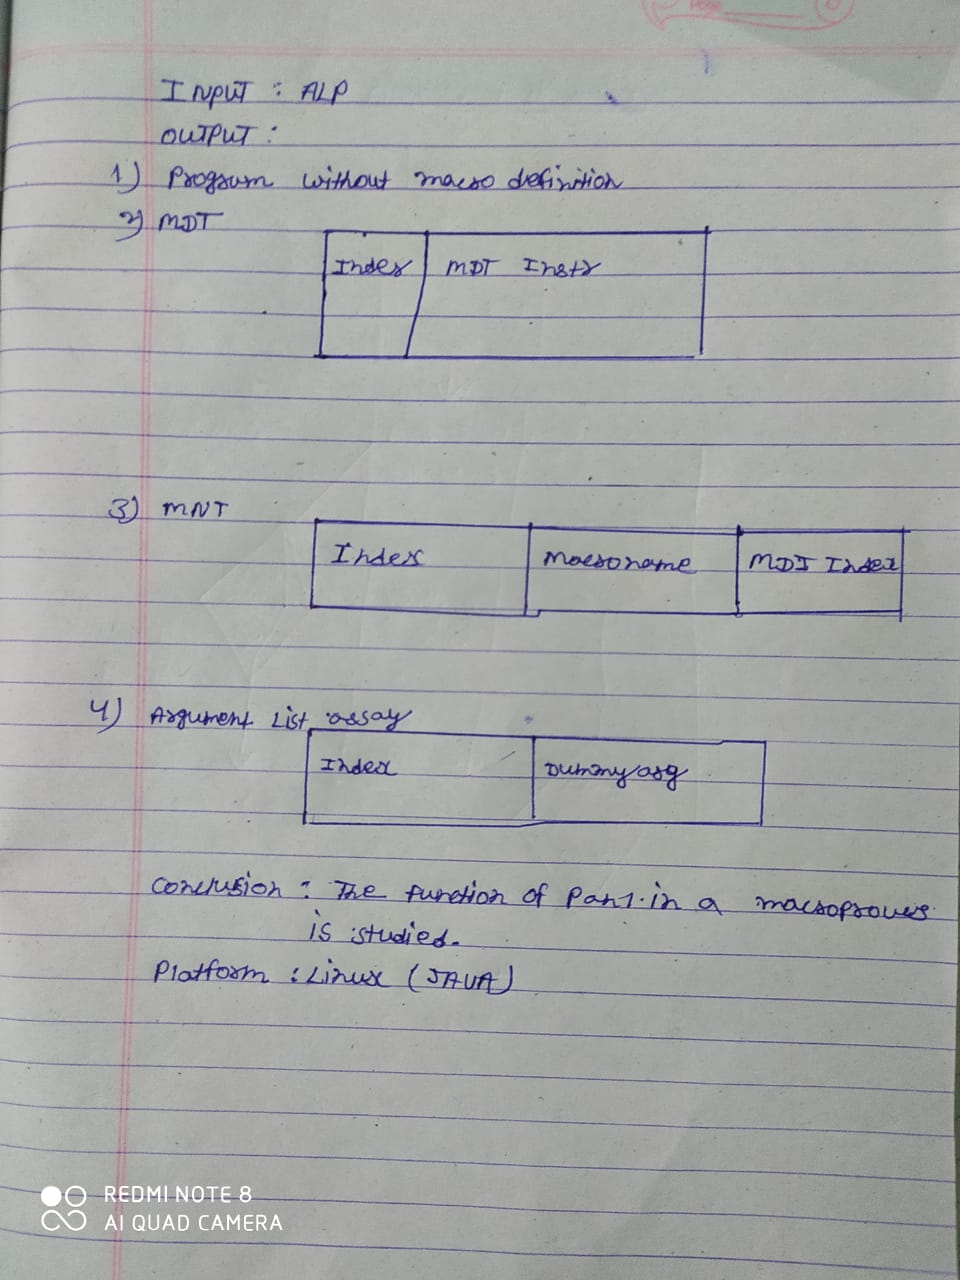 INPUT : ALP
OUTPUT :
1) Program without macro definition
2) MDT
Index MDT Instr
3) MNT
Index Macroname MDT Index
4) Argument List array
Index Dummy arg
Conclusion : The function of Pan1 in a
is studied.
Platform : Linux (JAVA)
REDMI NOTE 8
AI QUAD CAMERA